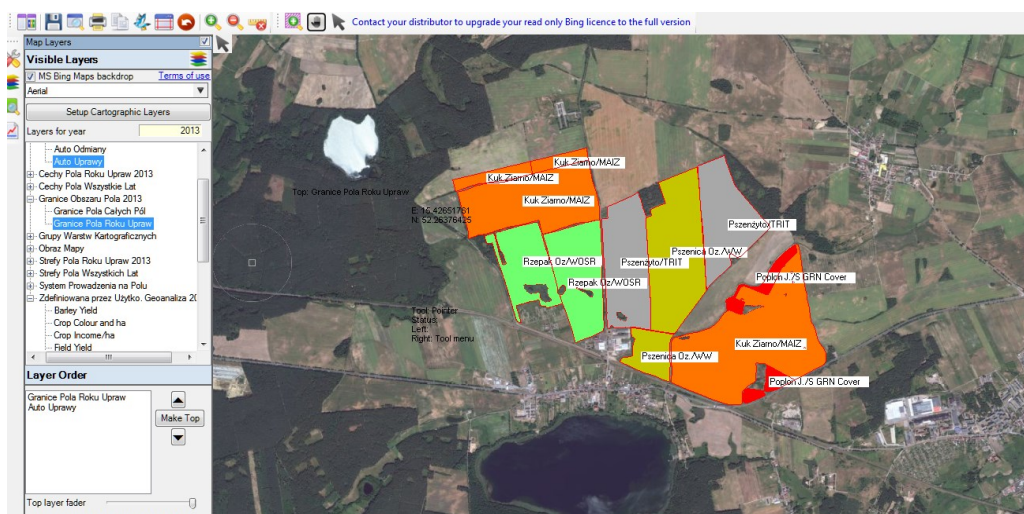 Contact your distributor to upgrade your read only Bing licence to the full version
Map Layers
Visible Layers
MS Bing Maps backdrop Terms of use
Aerial
Setup Cartographic Layers
Layers for year 2013
Auto Odmiany
Auto Uprawy
Cechy Pola Roku Upraw 2013
Cechy Pola Wszystkie Lat
Granice Obszaru Pola 2013
Granice Pola Całych Pól
Granice Pola Roku Upraw
Grupy Warstw Kartograficznych
Obraz Mapy
Strefy Pola Roku Upraw 2013
Strefy Pola Wszystkich Lat
System Prowadzenia na Polu
Zdefiniowana przez Użytko. Geoanaliza 20
Barley Yield
Crop Colour and ha
Crop Income/ha
Field Yield
Layer Order
Granice Pola Roku Upraw
Auto Uprawy
Make Top
Top layer fader
Top: Granice Pola Roku Upraw
E: 15.42651761
N: 52.26376425
Kuk Ziarno/MAIZ
Kuk Ziarno/MAIZ
Kuk Ziarno/MAIZ
Pszenżyto/TRIT
Pszenica Oz./WW
Rzepak Oz/WOSR
Pszenżyto/TRIT
Rzepak Oz/WOSR
Poplon J./S GRN Cover
Tool: Pointer
Status:
Left:
Right: Tool menu
Kuk Ziarno/MAIZ
Pszenica Oz./WW
Poplon J./S GRN Cover